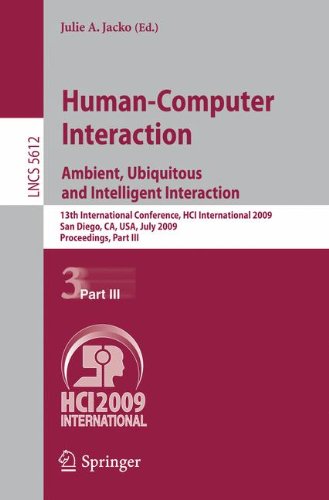 Julie A. Jacko (Ed.)
LNCS 5612
Human-Computer
Interaction
Ambient, Ubiquitous
and Intelligent Interaction
13th International Conference, HCI International 2009
San Diego, CA, USA, July 2009
Proceedings, Part III
3 Part III
HCI2009
INTERNATIONAL
Springer